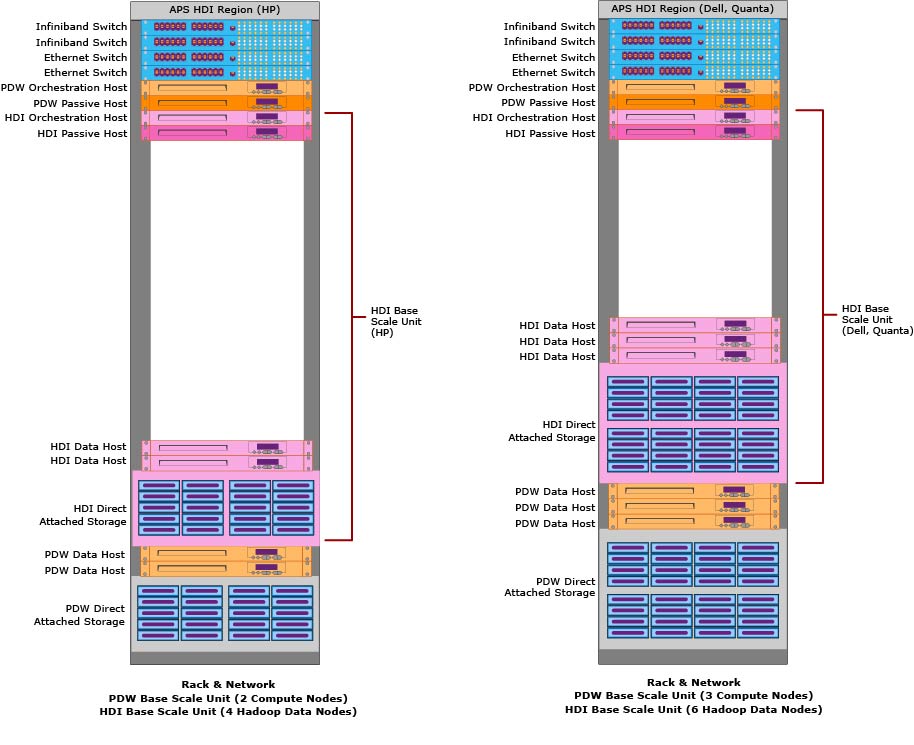 APS HDI Region (HP)
Infiniband Switch
Infiniband Switch
Ethernet Switch
Ethernet Switch
PDW Orchestration Host
PDW Passive Host
HDI Orchestration Host
HDI Passive Host
HDI Base
Scale Unit
(HP)
HDI Data Host
HDI Data Host
HDI Direct
Attached Storage
PDW Data Host
PDW Data Host
PDW Direct
Attached Storage
Rack & Network
PDW Base Scale Unit (2 Compute Nodes)
HDI Base Scale Unit (4 Hadoop Data Nodes)
APS HDI Region (Dell, Quanta)
Infiniband Switch
Infiniband Switch
Ethernet Switch
Ethernet Switch
PDW Orchestration Host
PDW Passive Host
HDI Orchestration Host
HDI Passive Host
HDI Base
Scale Unit
(Dell, Quanta)
HDI Data Host
HDI Data Host
HDI Data Host
HDI Direct
Attached Storage
PDW Data Host
PDW Data Host
PDW Data Host
PDW Direct
Attached Storage
Rack & Network
PDW Base Scale Unit (3 Compute Nodes)
HDI Base Scale Unit (6 Hadoop Data Nodes)